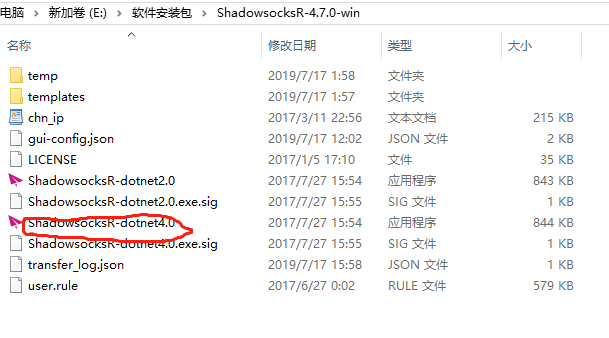 电脑 › 新加卷 (E:) › 软件安装包 › ShadowsocksR-4.7.0-win
名称 修改日期 类型 大小
temp 2019/7/17 1:58 文件夹
templates 2019/7/17 1:57 文件夹
chn_ip 2017/3/11 22:56 文本文档 215 KB
gui-config.json 2019/7/17 12:02 JSON 文件 2 KB
LICENSE 2017/1/5 17:10 文件 35 KB
ShadowsocksR-dotnet2.0 2017/7/27 15:54 应用程序 843 KB
ShadowsocksR-dotnet2.0.exe.sig 2017/7/27 15:55 SIG 文件 1 KB
ShadowsocksR-dotnet4.0 2017/7/27 15:54 应用程序 844 KB
ShadowsocksR-dotnet4.0.exe.sig 2017/7/27 15:55 SIG 文件 1 KB
transfer_log.json 2019/7/17 15:58 JSON 文件 1 KB
user.rule 2017/6/27 0:02 RULE 文件 579 KB